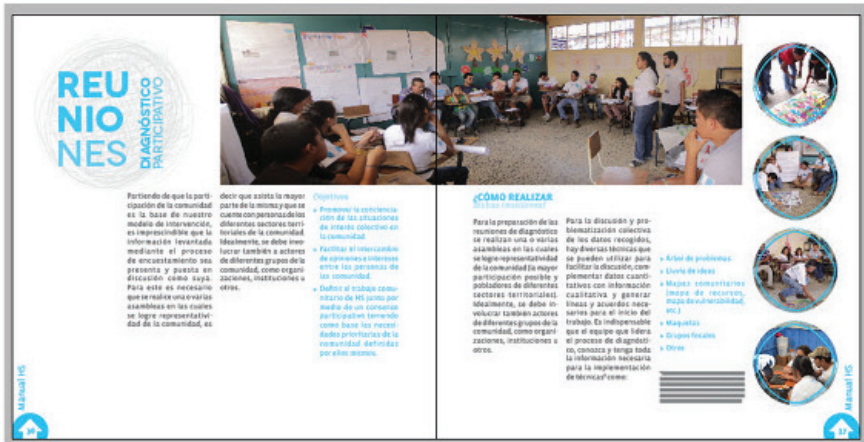 REU
NIO
NES
DIAGNÓSTICO
PARTICIPATIVO
Partiendo de que la parti-
cipación de la comunidad
es la base de nuestro
modelo de intervención,
es imprescindible que la
información levantada
mediante el proceso
de encuestamiento sea
presenta y puesta en
discusión como suya.
Para esto es necesario
que se realice una o varias
asambleas en las cuales
se logre representativi-
dad de la comunidad, es
decir que asista la mayor
parte de la misma y que se
cuente con personas de los
diferentes sectores terri-
toriales de la comunidad.
Idealmente, se debe invo-
lucrar también a actores
de diferentes grupos de la
comunidad, como organi-
zaciones, instituciones u
otros.
Objetivos
» Promover la conciencia-
ción de las situaciones
de interés colectivo en
la comunidad.
» Facilitar el intercambio
de opiniones e intereses
entre las personas de
la comunidad.
» Definir el trabajo comu-
nitario de HS junto por
medio de un consenso
participativo teniendo
como base las necesi-
dades prioritarias de la
comunidad definidas
por ellos mismos.
Manual HS
36
¿CÓMO REALIZAR
Para la preparación de las
reuniones de diagnóstico
se realizan una o varias
asambleas en las cuales
se logre representatividad
de la comunidad (la mayor
participación posible y
pobladores de diferentes
sectores territoriales).
Idealmente, se debe in-
volucrar también actores
de diferentes grupos de la
comunidad, como organi-
zaciones, instituciones u
otros.
Para la discusión y pro-
blematización colectiva
de los datos recogidos,
hay diversas técnicas que
se pueden utilizar para
facilitar la discusión, com-
plementar datos cuanti-
tativos con información
cualitativa y generar
líneas y acuerdos nece-
sarios para el inicio del
trabajo. Es indispensable
que el equipo que lidera
el proceso de diagnósti-
co, conozca y tenga toda
la información necesaria
para la implementación
de técnicas como:
» Árbol de problemas
» Lluvia de ideas
» Mapas comunitarios
(mapa de recursos,
mapa de vulnerabilidad,
etc.)
» Maquetas
» Grupos focales
» Otros
Manual HS
37